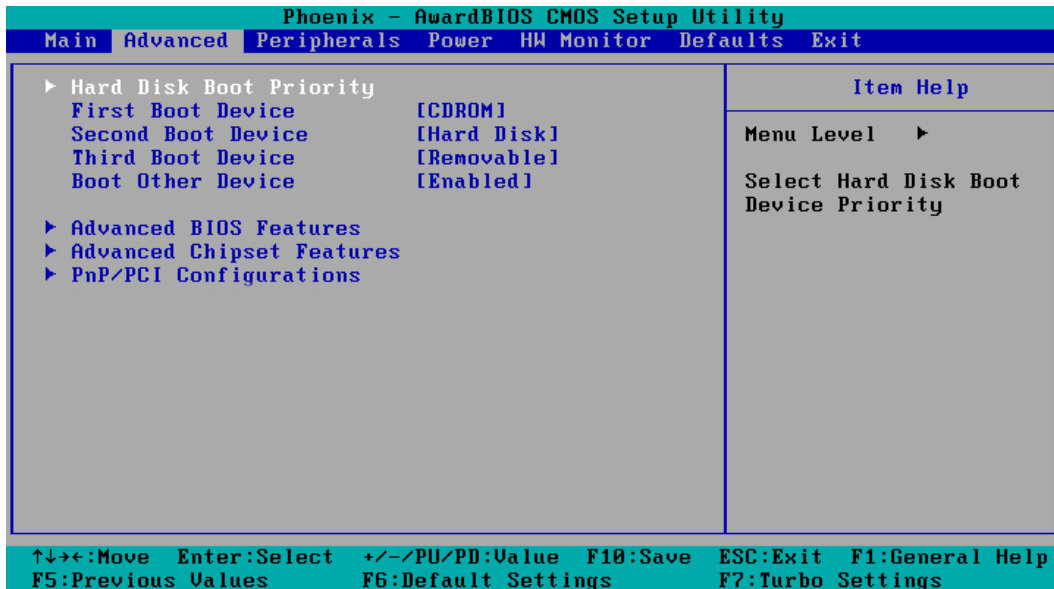 Phoenix - AwardBIOS CMOS Setup Utility
Main Advanced Peripherals Power HW Monitor Defaults Exit
▶ Hard Disk Boot Priority
First Boot Device [CDROM]
Second Boot Device [Hard Disk]
Third Boot Device [Removable]
Boot Other Device [Enabled]
▶ Advanced BIOS Features
▶ Advanced Chipset Features
▶ PnP/PCI Configurations
Item Help
Menu Level ▶
Select Hard Disk Boot
Device Priority
↑↓→←:Move Enter:Select +/-/PU/PD:Value F10:Save ESC:Exit F1:General Help
F5:Previous Values F6:Default Settings F7:Turbo Settings